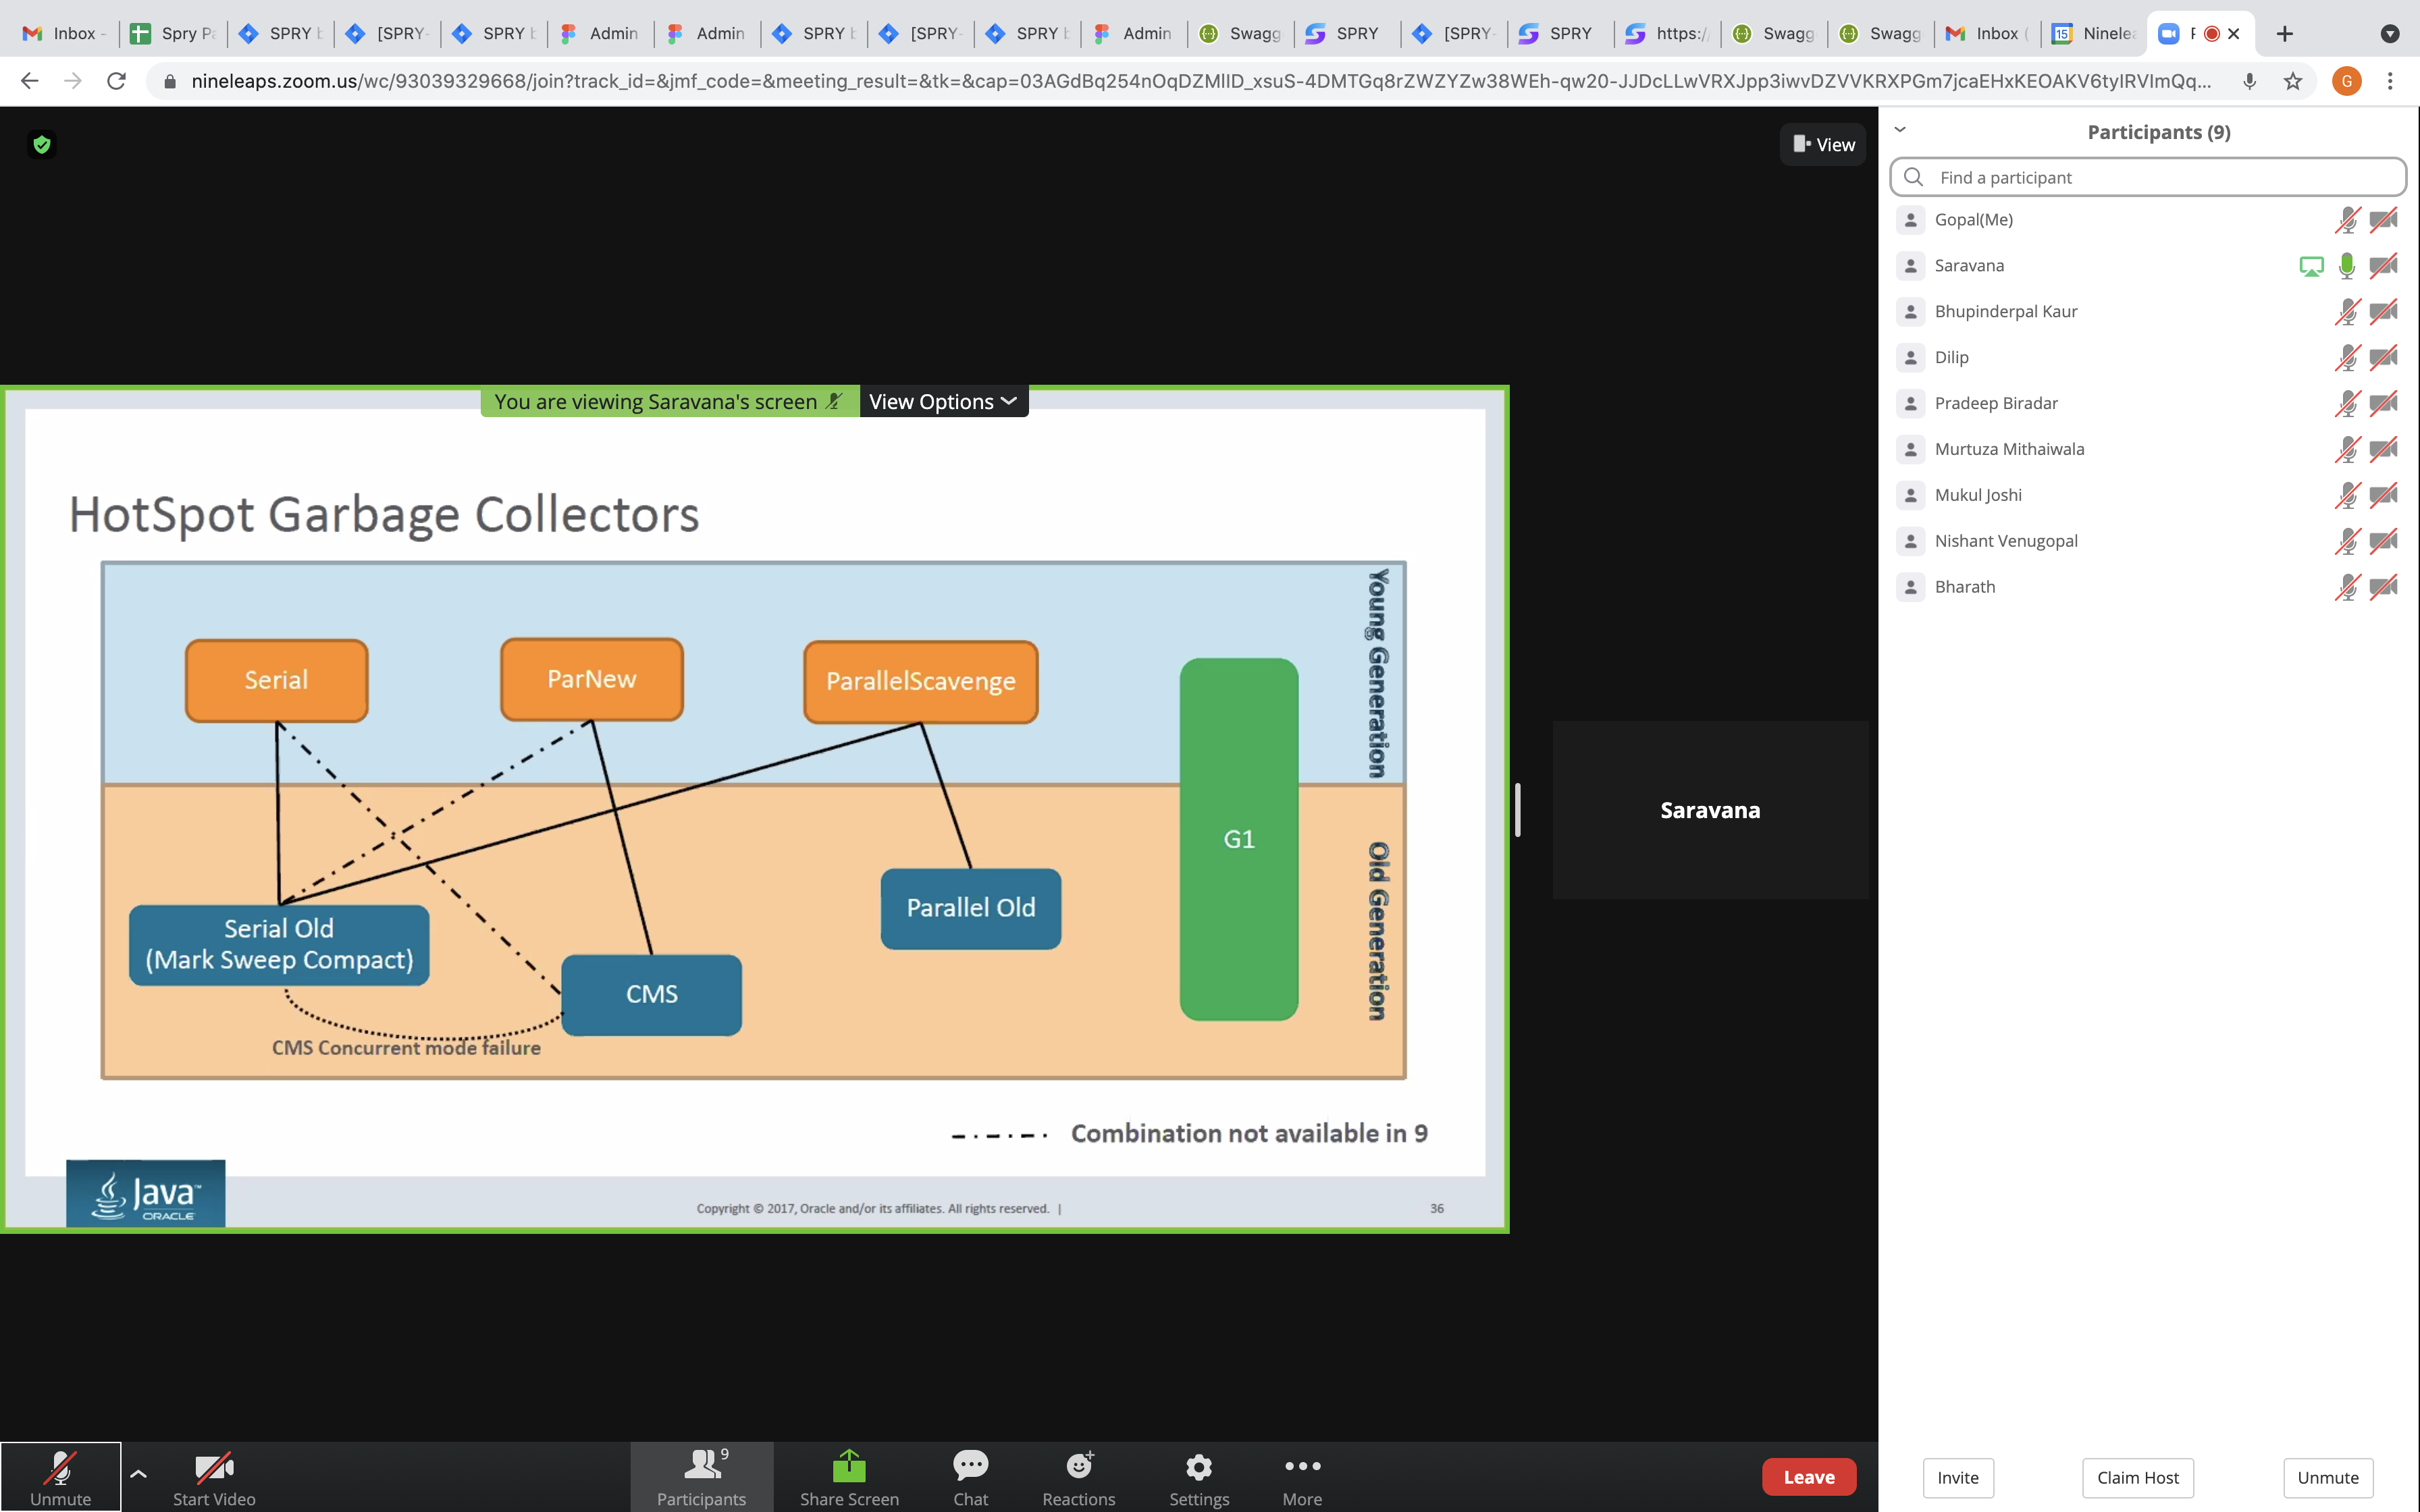 Inbox -
Spry Pa
SPRY b
[SPRY-
SPRY b
Admin
Admin
SPRY b
[SPRY-
SPRY b
Admin
Swagg
SPRY
[SPRY-
SPRY
https:/
Swagg
Swagg
Inbox (
Ninelea
nineleaps.zoom.us/wc/93039329668/join?track_id=&jmf_code=&meeting_result=&tk=&cap=
G
View
Participants (9)
Find a participant
Gopal(Me)
Saravana
Bhupinderpal Kaur
Dilip
Pradeep Biradar
Murtuza Mithaiwala
Mukul Joshi
Nishant Venugopal
Bharath
You are viewing Saravana's screen
View Options
HotSpot Garbage Collectors
Young Generation
Serial
ParNew
ParallelScavenge
G1
Old Generation
Parallel Old
Serial Old
(Mark Sweep Compact)
CMS
CMS Concurrent mode failure
Combination not available in 9
Java™
ORACLE
Copyright © 2017, Oracle and/or its affiliates. All rights reserved. |
36
Saravana
Unmute
Start Video
9
Participants
Share Screen
Chat
Reactions
Settings
More
Leave
Invite
Claim Host
Unmute